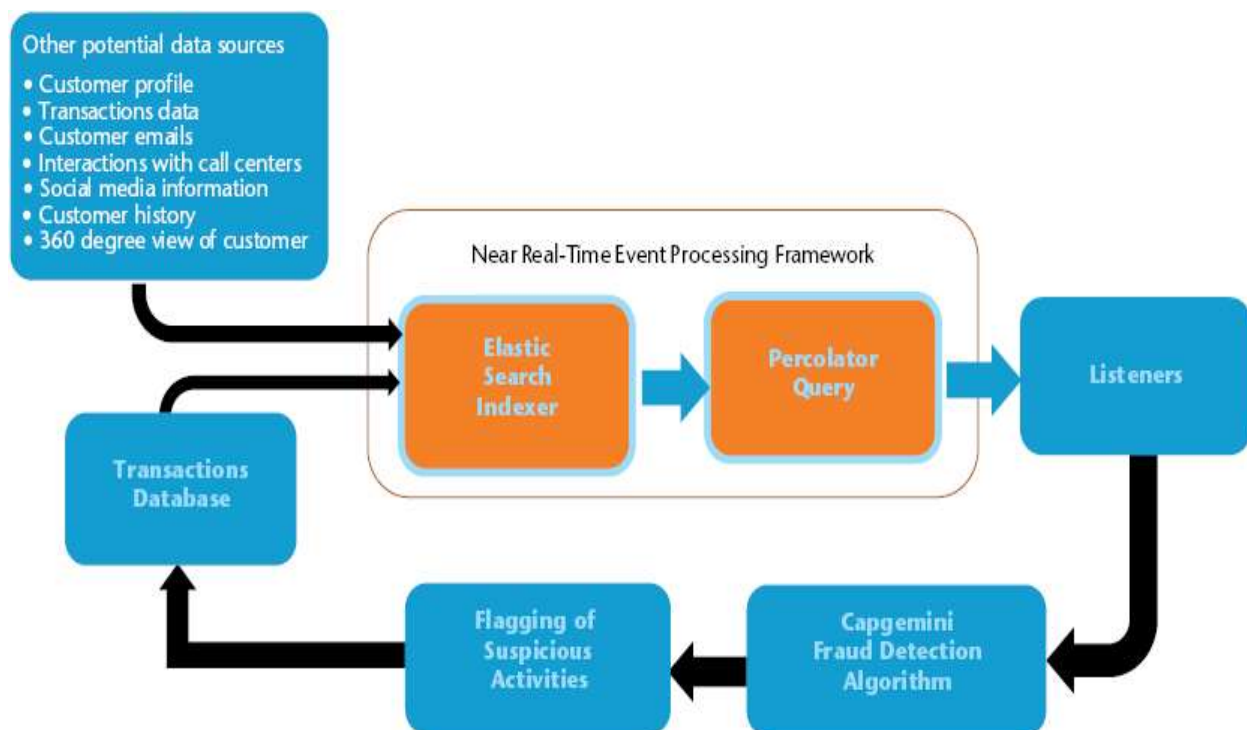 Other potential data sources
• Customer profile
• Transactions data
• Customer emails
• Interactions with call centers
• Social media information
• Customer history
• 360 degree view of customer
Near Real-Time Event Processing Framework
Elastic
Search
Indexer
Percolator
Query
Listeners
Transactions
Database
Flagging of
Suspicious
Activities
Capgemini
Fraud Detection
Algorithm